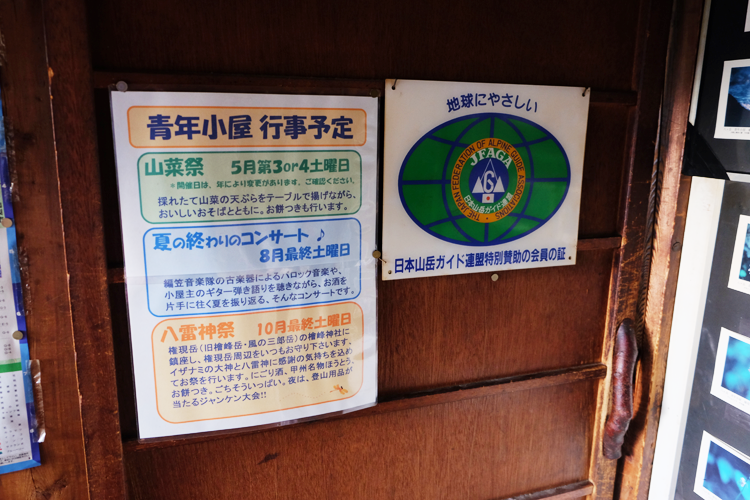 青年小屋 行事予定
山菜祭 5月第3or4土曜日
*開催日は、年により変更があります、ご確認ください。
採れたて山菜の天ぷらをテーブルで揚げながら、
おいしいおそばとともに。お餅つきも行います。
夏の終わりのコンサート♪
8月最終土曜日
編笠音楽隊の古楽器によるバロック音楽や、
小屋主のギター弾き語りを聴きながら、お酒を
片手に往く夏を振り返る、そんなコンサートです。
八雷神祭 10月最終土曜日
権現岳(旧檜峰岳・風の三郎岳)の檜峰神社に
鎮座し、権現岳周辺をいつもお守り下さいます、
イザナミの大神と八雷神に感謝の気持ちを込め
てお祭を行います。にごり酒、甲州名物ほうとう、
お餅つき。ごちそういっぱい。夜は、登山用品が
当たるジャンケン大会!!
地球にやさしい
THE JAPAN FEDERATION OF ALPINE GUIDE ASSOCIATIONS
JFAGA
G
日本山岳ガイド連盟
日本山岳ガイド連盟特別賛助の会員の証